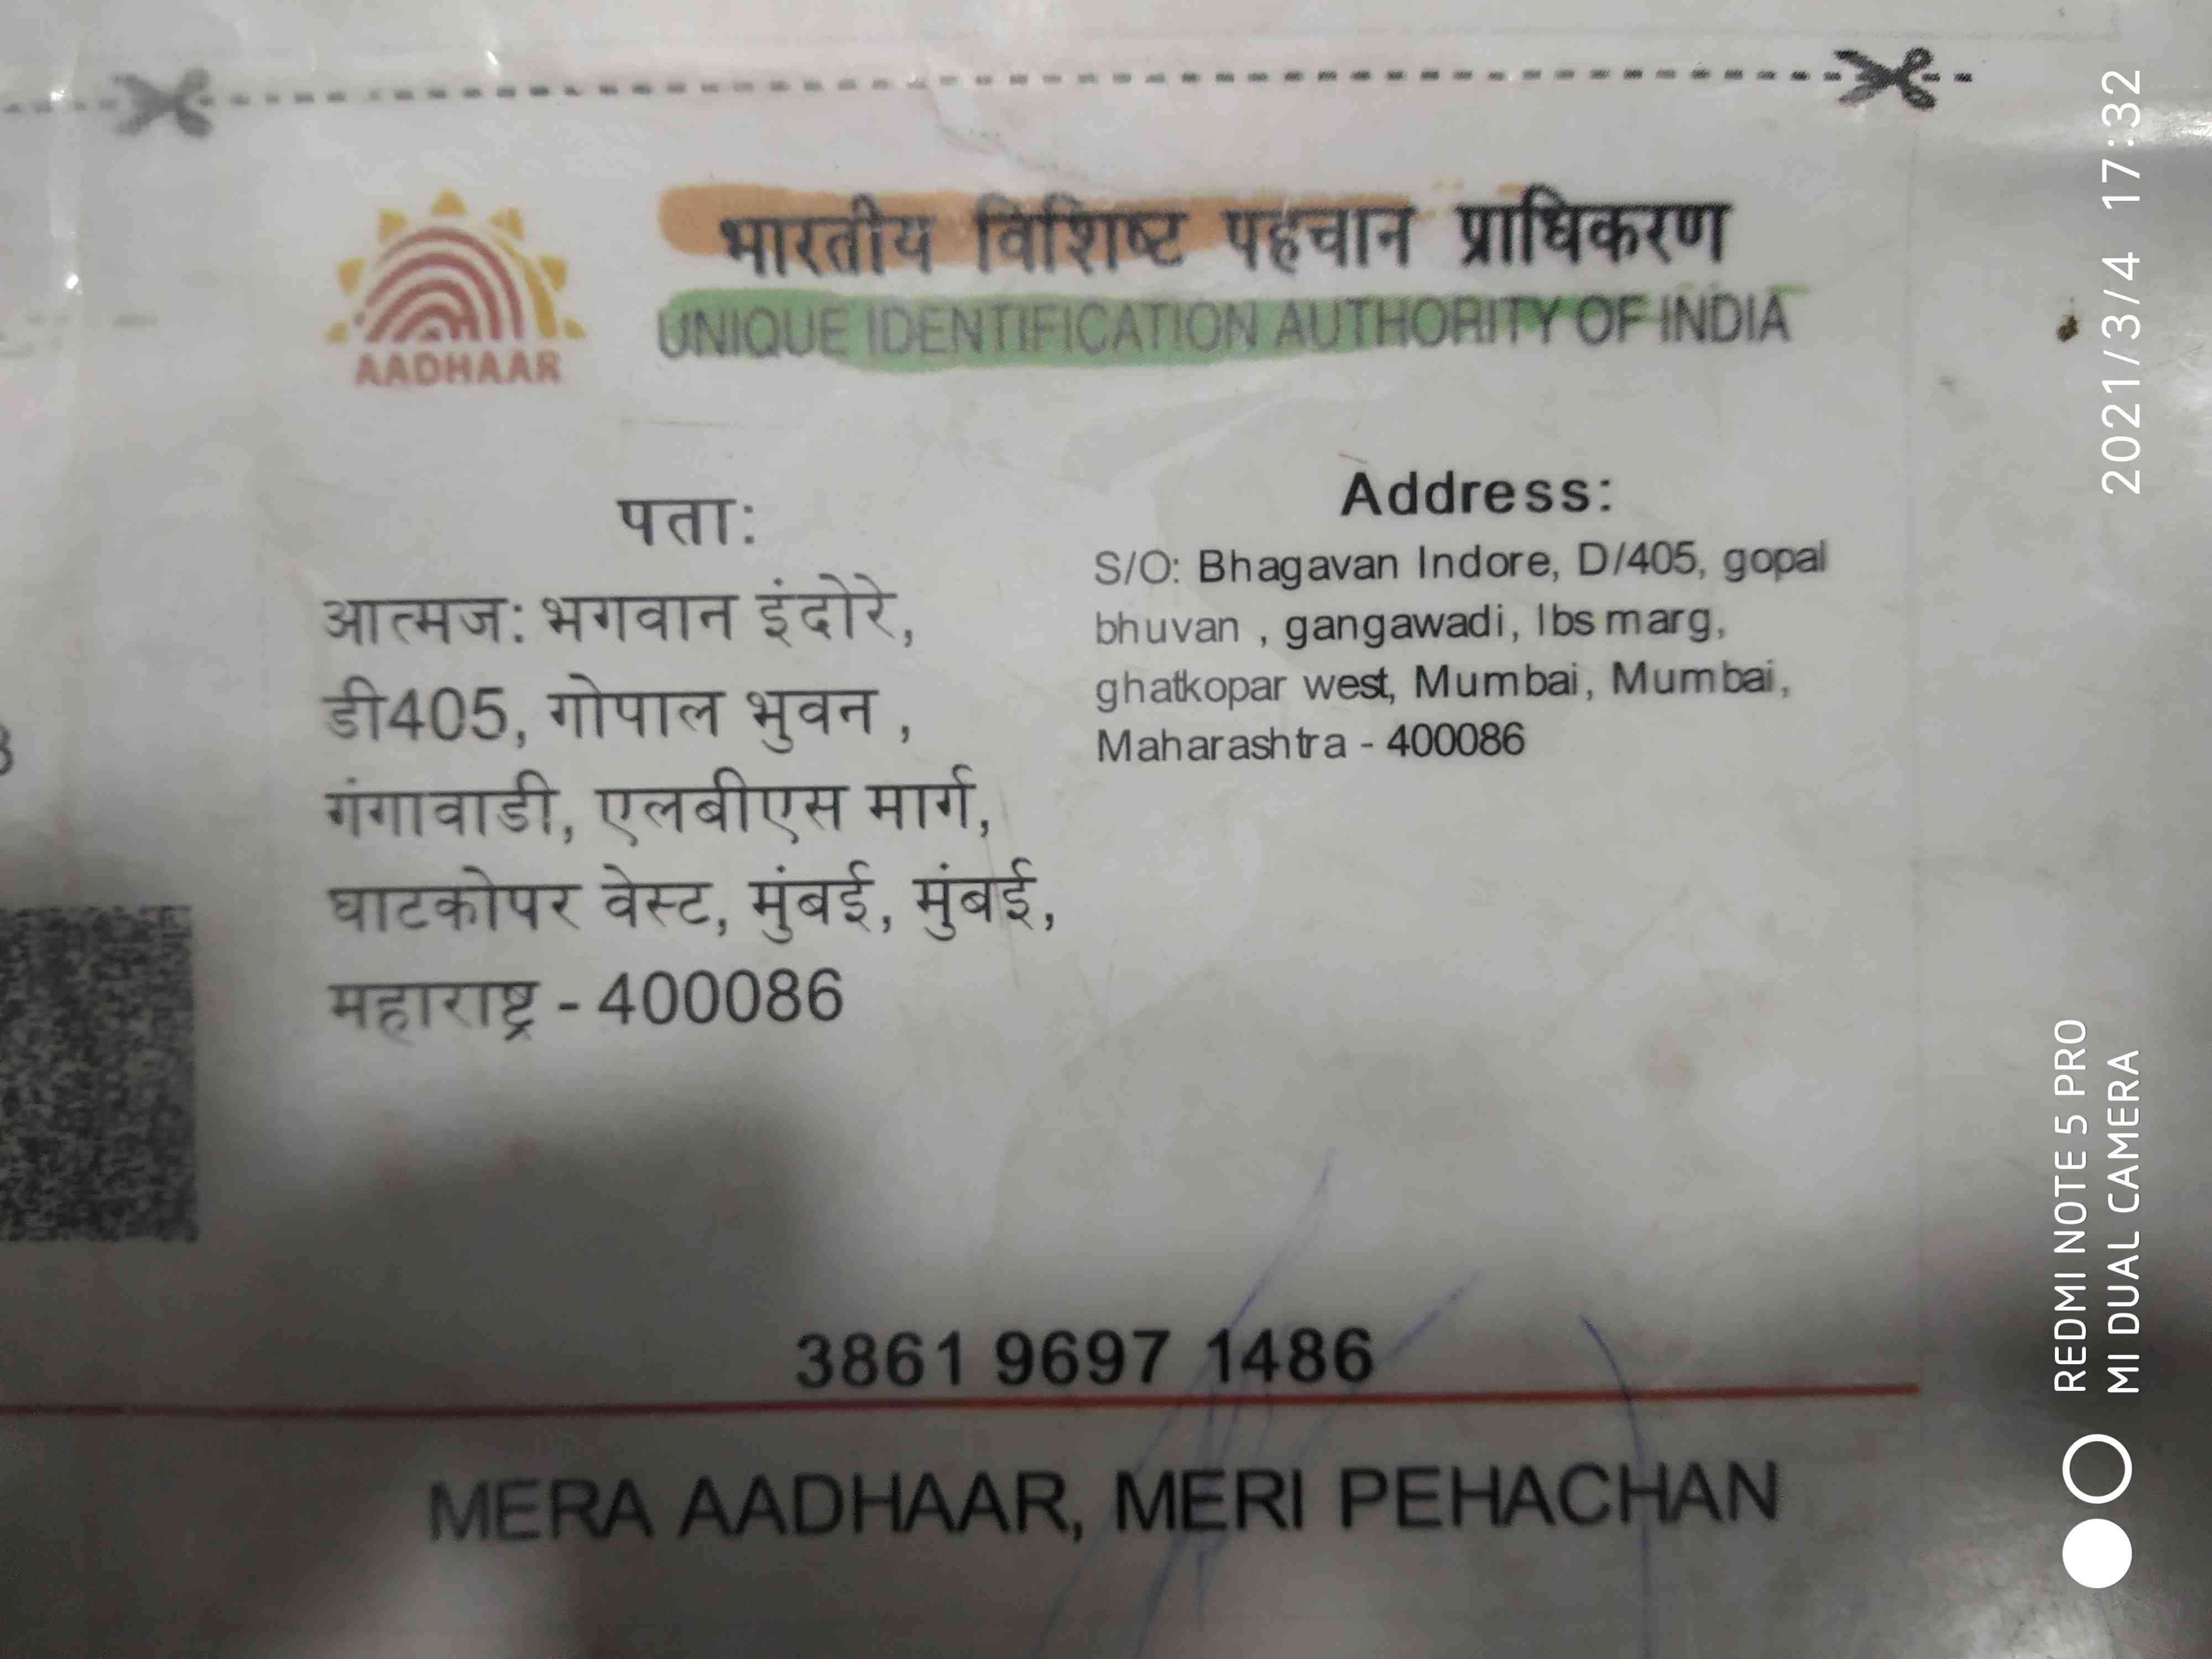 भारतीय विशिष्ट पहचान प्राधिकरण
UNIQUE IDENTIFICATION AUTHORITY OF INDIA
AADHAAR
पता:
आत्मज: भगवान इंदोरे,
डी405, गोपाल भुवन ,
गंगावाडी, एलबीएस मार्ग,
घाटकोपर वेस्ट, मुंबई, मुंबई,
महाराष्ट्र - 400086
Address:
S/O: Bhagavan Indore, D/405, gopal
bhuvan , gangawadi, lbs marg,
ghatkopar west, Mumbai, Mumbai,
Maharashtra - 400086
3861 9697 1486
MERA AADHAAR, MERI PEHACHAN
2021/3/4 17:32
REDMI NOTE 5 PRO
MI DUAL CAMERA